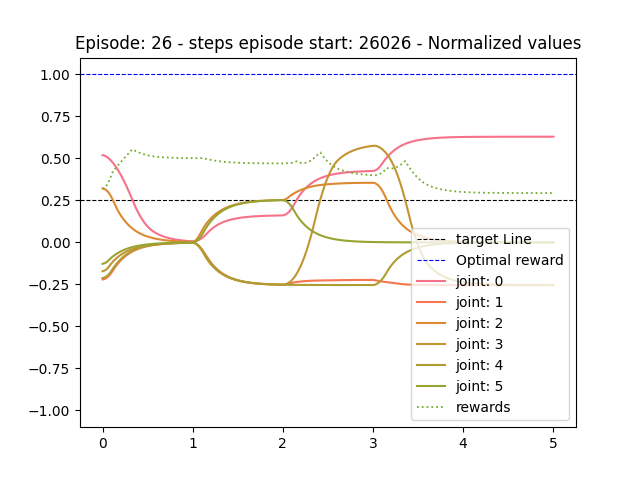 Episode: 26 - steps episode start: 26026 - Normalized values
1.00
0.75
0.50
0.25
0.00
−0.25
−0.50
−0.75
−1.00
target Line
Optimal reward
joint: 0
joint: 1
joint: 2
joint: 3
joint: 4
joint: 5
rewards
0 1 2 3 4 5